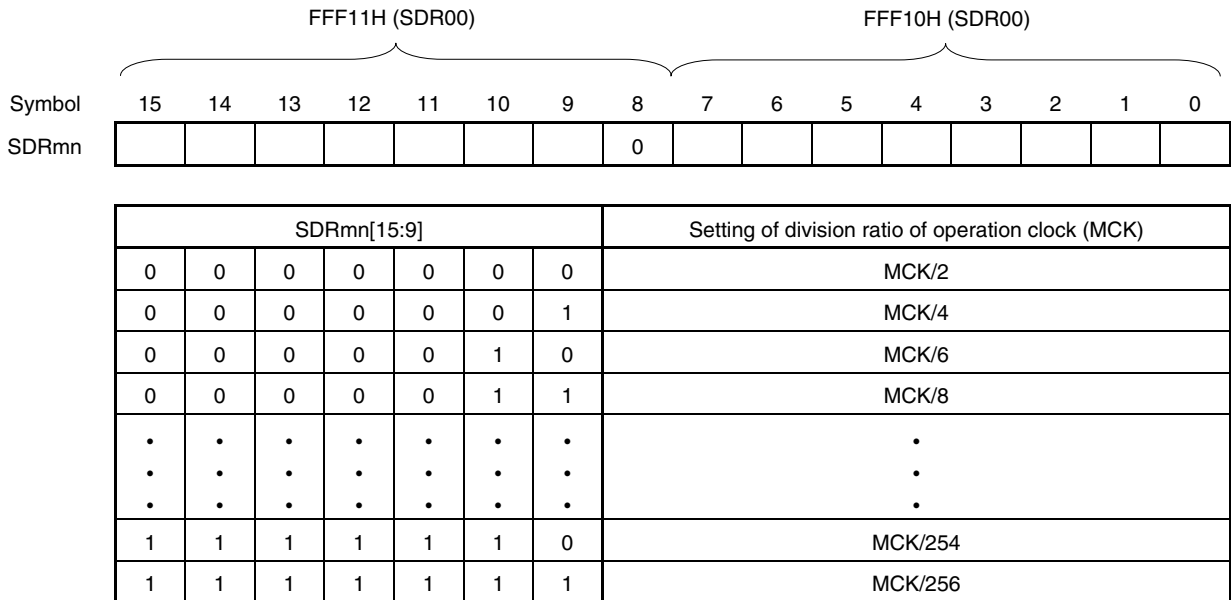 FFF11H (SDR00) FFF10H (SDR00)
Symbol 15 14 13 12 11 10 9 8 7 6 5 4 3 2 1 0
SDRmn 0
SDRmn[15:9] Setting of division ratio of operation clock (MCK)
0 0 0 0 0 0 0 MCK/2
0 0 0 0 0 0 1 MCK/4
0 0 0 0 0 1 0 MCK/6
0 0 0 0 0 1 1 MCK/8
• • • • • • • •
• • • • • • • •
• • • • • • • •
1 1 1 1 1 1 0 MCK/254
1 1 1 1 1 1 1 MCK/256